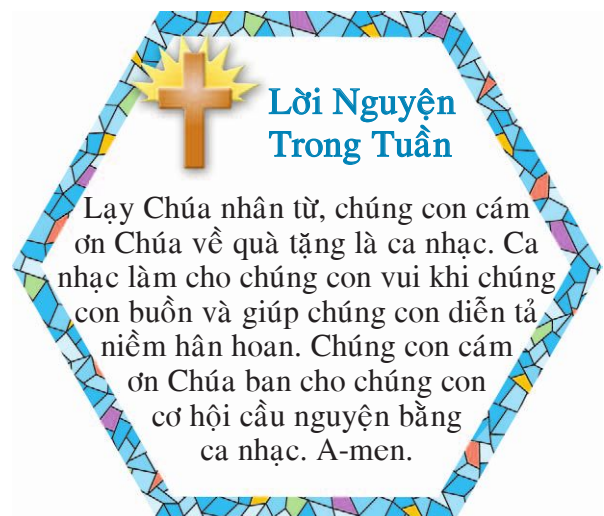 Lời Nguyện
Trong Tuần
Lạy Chúa nhân từ, chúng con cám
ơn Chúa về quà tặng là ca nhạc. Ca
nhạc làm cho chúng con vui khi chúng
con buồn và giúp chúng con diễn tả
niềm hân hoan. Chúng con cám
ơn Chúa ban cho chúng con
cơ hội cầu nguyện bằng
ca nhạc. A-men.